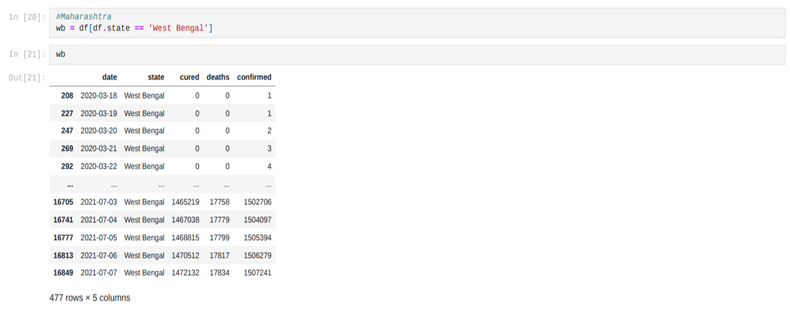 In [20]: #Maharashtra
wb = df[df.state == 'West Bengal']
In [21]: wb
Out[21]:
date state cured deaths confirmed
208 2020-03-18 West Bengal 0 0 1
227 2020-03-19 West Bengal 0 0 1
247 2020-03-20 West Bengal 0 0 2
269 2020-03-21 West Bengal 0 0 3
292 2020-03-22 West Bengal 0 0 4
... ... ... ... ... ...
16705 2021-07-03 West Bengal 1465219 17758 1502706
16741 2021-07-04 West Bengal 1467038 17779 1504097
16777 2021-07-05 West Bengal 1468815 17799 1505394
16813 2021-07-06 West Bengal 1470512 17817 1506279
16849 2021-07-07 West Bengal 1472132 17834 1507241
477 rows × 5 columns